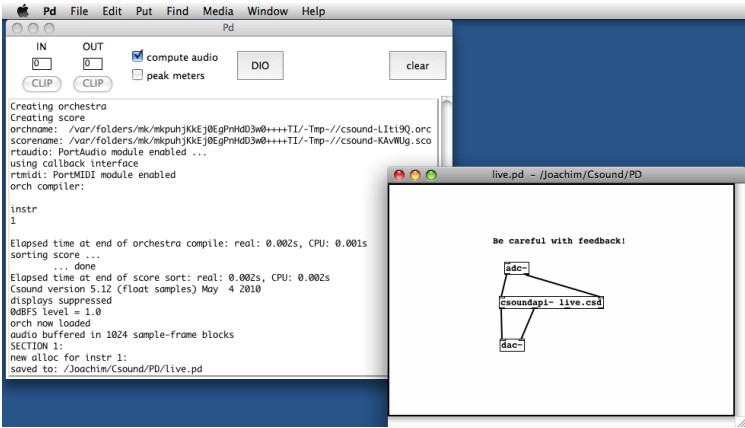 Pd File Edit Put Find Media Window Help
Pd
IN OUT
0 0
CLIP CLIP
compute audio
peak meters
DIO
clear
Creating orchestra
Creating score
orchname:  /var/folders/mk/mkpuhjKkEj0EgPnHdD3w0++++TI/-Tmp-//csound-LIti9Q.orc
scorename: /var/folders/mk/mkpuhjKkEj0EgPnHdD3w0++++TI/-Tmp-//csound-KAvWUg.sco
rtaudio: PortAudio module enabled ...
using callback interface
rtmidi: PortMIDI module enabled
orch compiler:
instr
1
Elapsed time at end of orchestra compile: real: 0.002s, CPU: 0.001s
sorting score ...
... done
Elapsed time at end of score sort: real: 0.002s, CPU: 0.002s
Csound version 5.12 (float samples) May  4 2010
displays suppressed
0dBFS level = 1.0
orch now loaded
audio buffered in 1024 sample-frame blocks
SECTION 1:
new alloc for instr 1:
saved to: /Joachim/Csound/PD/live.pd
live.pd - /Joachim/Csound/PD
Be careful with feedback!
adc~
csoundapi~ live.csd
dac~